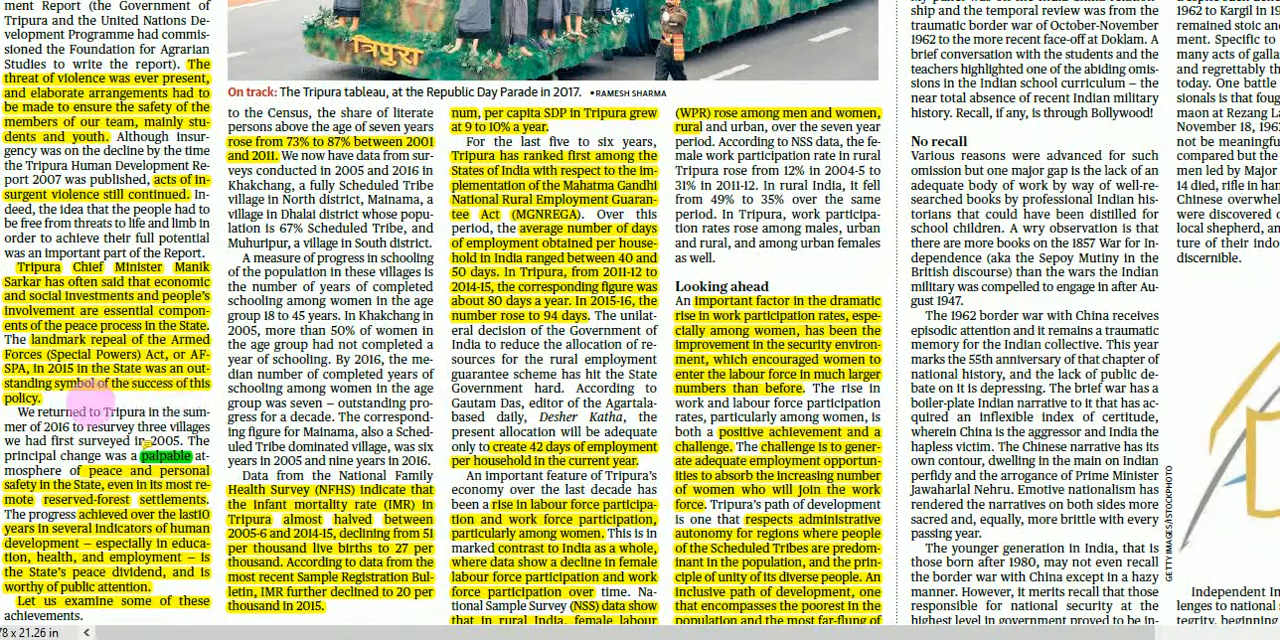 ment Report (the Government of
Tripura and the United Nations De-
velopment Programme had commis-
sioned the Foundation for Agrarian
Studies to write the report). The
threat of violence was ever present,
and elaborate arrangements had to
be made to ensure the safety of the
members of our team, mainly stu-
dents and youth. Although insur-
gency was on the decline by the time
the Tripura Human Development Re-
port 2007 was published, acts of in-
surgent violence still continued. In-
deed, the idea that the people had to
be free from threats to life and limb in
order to achieve their full potential
was an important part of the Report.
Tripura Chief Minister Manik
Sarkar has often said that economic
and social investments and people's
involvement are essential compon-
ents of the peace process in the State.
The landmark repeal of the Armed
Forces (Special Powers) Act, or AF-
SPA, in 2015 in the State was an out-
standing symbol of the success of this
policy.
We returned to Tripura in the sum-
mer of 2016 to resurvey three villages
we had first surveyed in 2005. The
principal change was a palpable at-
mosphere of peace and personal
safety in the State, even in its most re-
mote reserved-forest settlements.
The progress achieved over the last10
years in several indicators of human
development – especially in educa-
tion, health, and employment – is
the State's peace dividend, and is
worthy of public attention.
Let us examine some of these
achievements.
त्रिपुरा
On track: The Tripura tableau, at the Republic Day Parade in 2017. •RAMESH SHARMA
to the Census, the share of literate
persons above the age of seven years
rose from 73% to 87% between 2001
and 2011. We now have data from sur-
veys conducted in 2005 and 2016 in
Khakchang, a fully Scheduled Tribe
village in North district, Mainama, a
village in Dhalai district whose popu-
lation is 67% Scheduled Tribe, and
Muhuripur, a village in South district.
A measure of progress in schooling
of the population in these villages is
the number of years of completed
schooling among women in the age
group 18 to 45 years. In Khakchang in
2005, more than 50% of women in
the age group had not completed a
year of schooling. By 2016, the me-
dian number of completed years of
schooling among women in the age
group was seven – outstanding pro-
gress for a decade. The correspond-
ing figure for Mainama, also a Sched-
uled Tribe dominated village, was six
years in 2005 and nine years in 2016.
Data from the National Family
Health Survey (NFHS) indicate that
the infant mortality rate (IMR) in
Tripura almost halved between
2005-6 and 2014-15, declining from 51
per thousand live births to 27 per
thousand. According to data from the
most recent Sample Registration Bul-
letin, IMR further declined to 20 per
thousand in 2015.
num, per capita SDP in Tripura grew
at 9 to 10% a year.
For the last five to six years,
Tripura has ranked first among the
States of India with respect to the im-
plementation of the Mahatma Gandhi
National Rural Employment Guaran-
tee Act (MGNREGA). Over this
period, the average number of days
of employment obtained per house-
hold in India ranged between 40 and
50 days. In Tripura, from 2011-12 to
2014-15, the corresponding figure was
about 80 days a year. In 2015-16, the
number rose to 94 days. The unilat-
eral decision of the Government of
India to reduce the allocation of re-
sources for the rural employment
guarantee scheme has hit the State
Government hard. According to
Gautam Das, editor of the Agartala-
based daily, Desher Katha, the
present allocation will be adequate
only to create 42 days of employment
per household in the current year.
An important feature of Tripura's
economy over the last decade has
been a rise in labour force participa-
tion and work force participation,
particularly among women. This is in
marked contrast to India as a whole,
where data show a decline in female
labour force participation and work
force participation over time. Na-
tional Sample Survey (NSS) data show
that in rural India, female labour
(WPR) rose among men and women,
rural and urban, over the seven year
period. According to NSS data, the fe-
male work participation rate in rural
Tripura rose from 12% in 2004-5 to
31% in 2011-12. In rural India, it fell
from 49% to 35% over the same
period. In Tripura, work participa-
tion rates rose among males, urban
and rural, and among urban females
as well.
Looking ahead
An important factor in the dramatic
rise in work participation rates, espe-
cially among women, has been the
improvement in the security environ-
ment, which encouraged women to
enter the labour force in much larger
numbers than before. The rise in
work and labour force participation
rates, particularly among women, is
both a positive achievement and a
challenge. The challenge is to gener-
ate adequate employment opportun-
ities to absorb the increasing number
of women who will join the work
force. Tripura's path of development
is one that respects administrative
autonomy for regions where people
of the Scheduled Tribes are predom-
inant in the population, and the prin-
ciple of unity of its diverse people. An
inclusive path of development, one
that encompasses the poorest in the
population and the most far-flung of
ship and its temporal review was from the
traumatic border war of October-November
1962 to the more recent face-off at Doklam. A
brief conversation with the students and the
teachers highlighted one of the abiding omis-
sions in the Indian school curriculum – the
near total absence of recent Indian military
history. Recall, if any, is through Bollywood!
No recall
Various reasons were advanced for such
omission but one major gap is the lack of an
adequate body of work by way of well-re-
searched books by professional Indian his-
torians that could have been distilled for
school children. A wry observation is that
there are more books on the 1857 War for In-
dependence (aka the Sepoy Mutiny in the
British discourse) than the wars the Indian
military was compelled to engage in after Au-
gust 1947.
The 1962 border war with China receives
episodic attention and it remains a traumatic
memory for the Indian collective. This year
marks the 55th anniversary of that chapter of
national history, and the lack of public de-
bate on it is depressing. The brief war has a
boiler-plate Indian narrative to it that has ac-
quired an inflexible index of certitude,
wherein China is the aggressor and India the
hapless victim. The Chinese narrative has its
own contour, dwelling in the main on Indian
perfidy and the arrogance of Prime Minister
Jawaharlal Nehru. Emotive nationalism has
rendered the narratives on both sides more
sacred and, equally, more brittle with every
passing year.
The younger generation in India, that is
those born after 1980, may not even recall
the border war with China except in a hazy
manner. However, it merits recall that those
responsible for national security at the
highest level in government proved to be in-
1962 to Kargil in 19
remained stoic an
ment. Specific to
many acts of galla
and regrettably th
today. One battle
sionals is that foug
maon at Rezang La
November 18, 1962
not be meaningfu
compared but the
men led by Major
14 died, rifle in han
Chinese overwhel
were discovered o
local shepherd, an
ture of their indo
discernible.
GETTY IMAGES/ISTOCKPHOTO
Independent In
lenges to national s
tegrity, beginning
78 x 21.26 in